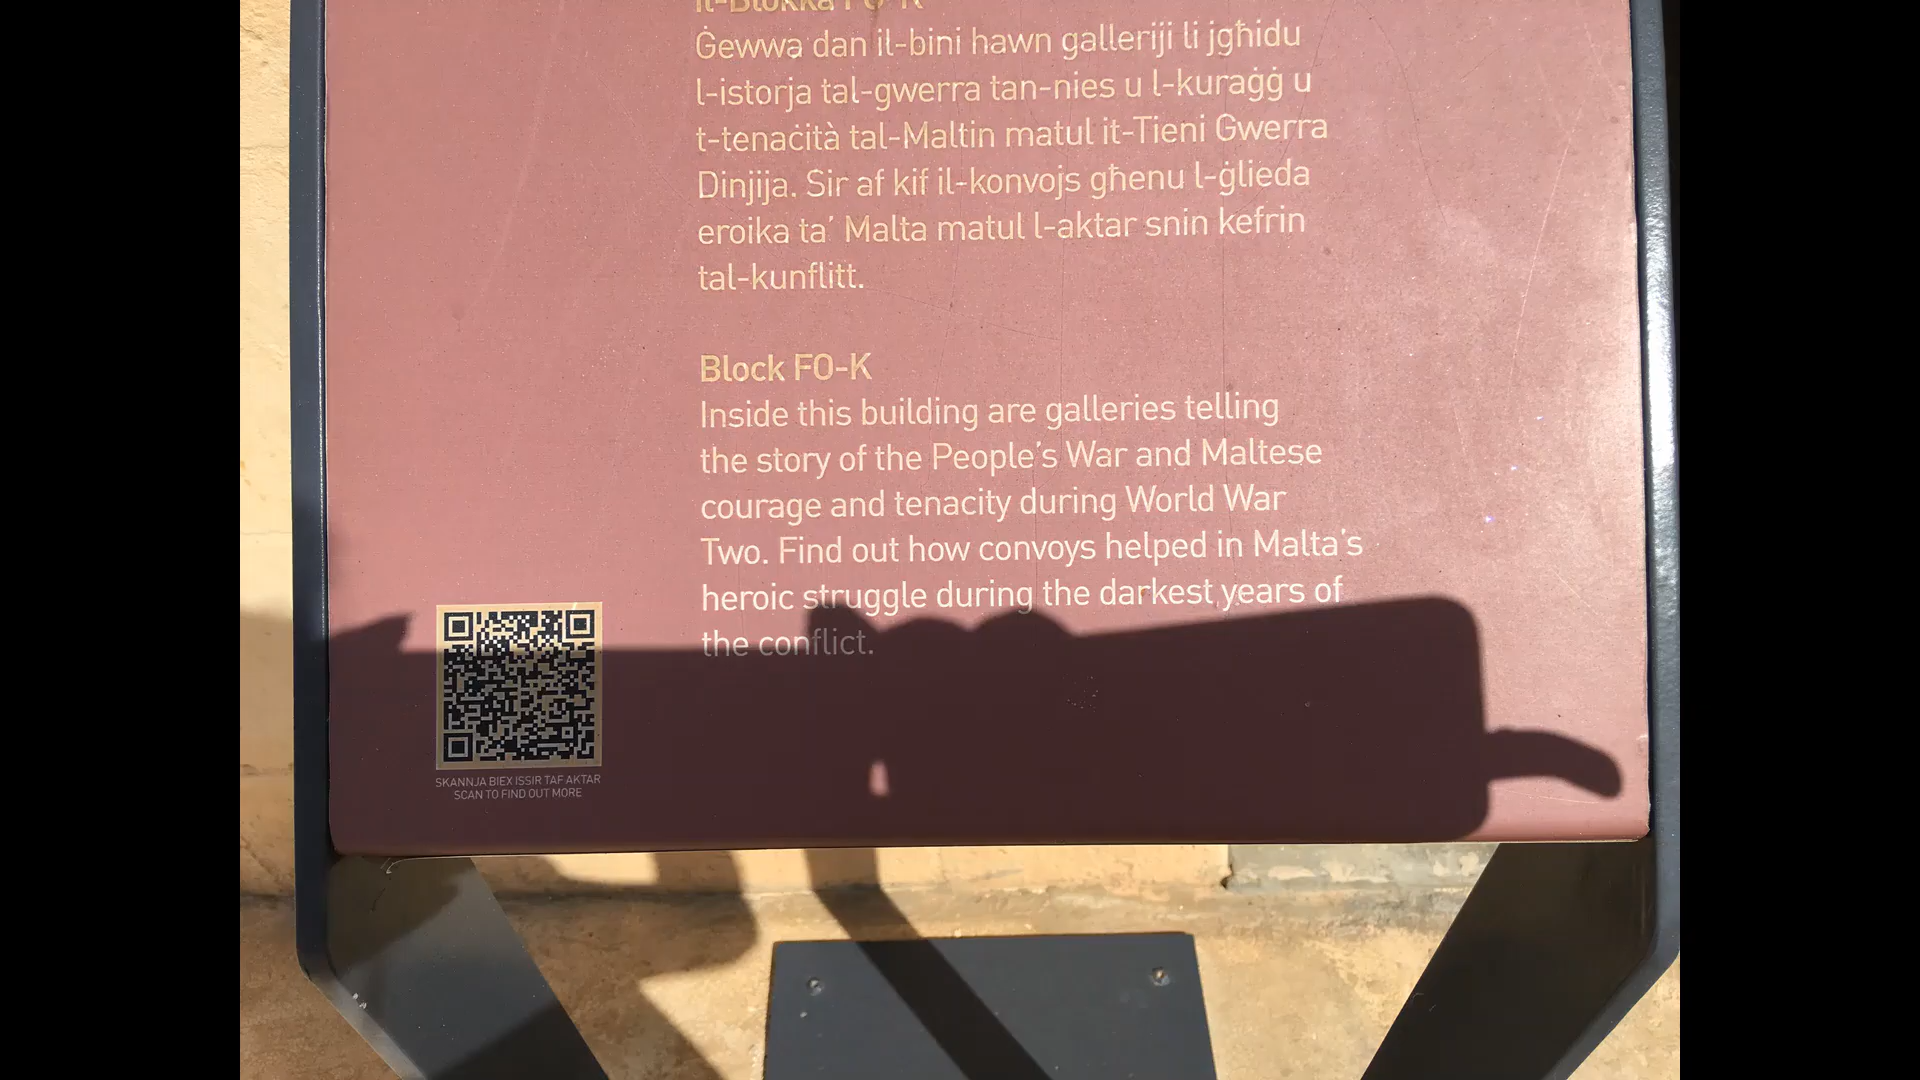 Il-Blokka FO-K
Ġewwa dan il-bini hawn galleriji li jgħidu
l-istorja tal-gwerra tan-nies u l-kuraġġ u
t-tenaċità tal-Maltin matul it-Tieni Gwerra
Dinjija. Sir af kif il-konvojs għenu l-ġlieda
erojka ta’ Malta matul l-aktar snin kefrin
tal-kunflitt.
Block FO-K
Inside this building are galleries telling
the story of the People’s War and Maltese
courage and tenacity during World War
Two. Find out how convoys helped in Malta’s
heroic struggle during the darkest years of
the conflict.
SKANNJA BIEX ISSIR TAF AKTAR
SCAN TO FIND OUT MORE